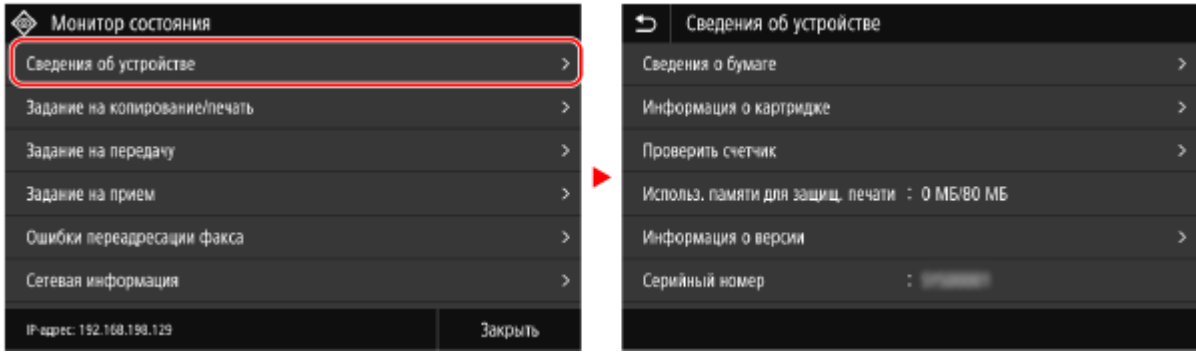 Монитор состояния
Сведения об устройстве
Задание на копирование/печать
Задание на передачу
Задание на прием
Ошибки переадресации факса
Сетевая информация
IP-адрес: 192.168.198.129
Закрыть
Сведения об устройстве
Сведения о бумаге
Информация о картридже
Проверить счетчик
Использ. памяти для защищ. печати : 0 МБ/80 МБ
Информация о версии
Серийный номер :